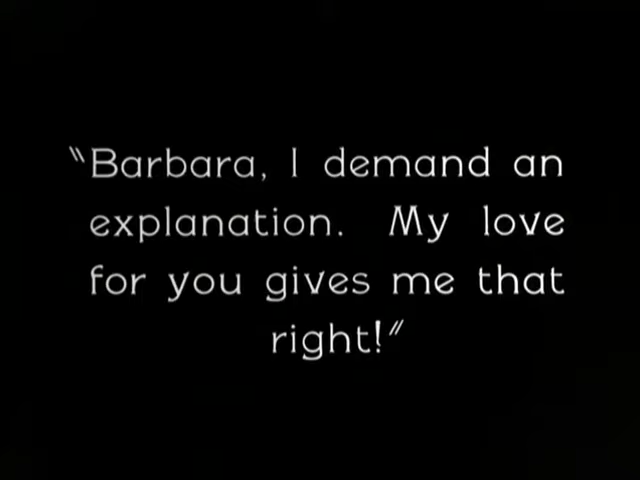 "Barbara, I demand an
explanation. My love
for you gives me that
right!"